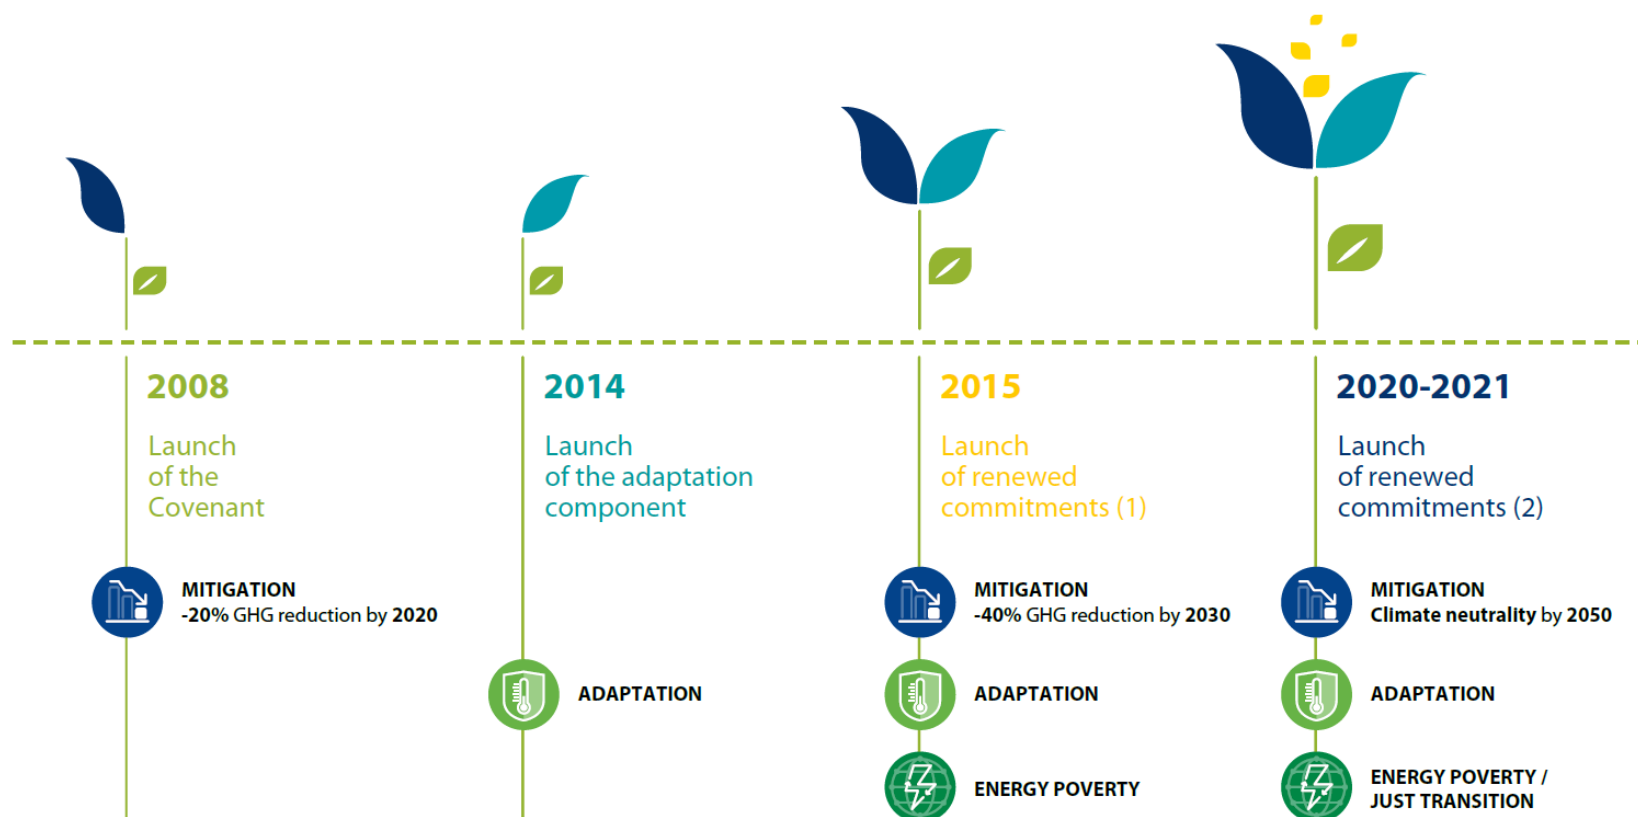 2008
Launch
of the
Covenant
MITIGATION
-20% GHG reduction by 2020
2014
Launch
of the adaptation
component
ADAPTATION
2015
Launch
of renewed
commitments (1)
MITIGATION
-40% GHG reduction by 2030
ADAPTATION
ENERGY POVERTY
2020-2021
Launch
of renewed
commitments (2)
MITIGATION
Climate neutrality by 2050
ADAPTATION
ENERGY POVERTY /
JUST TRANSITION